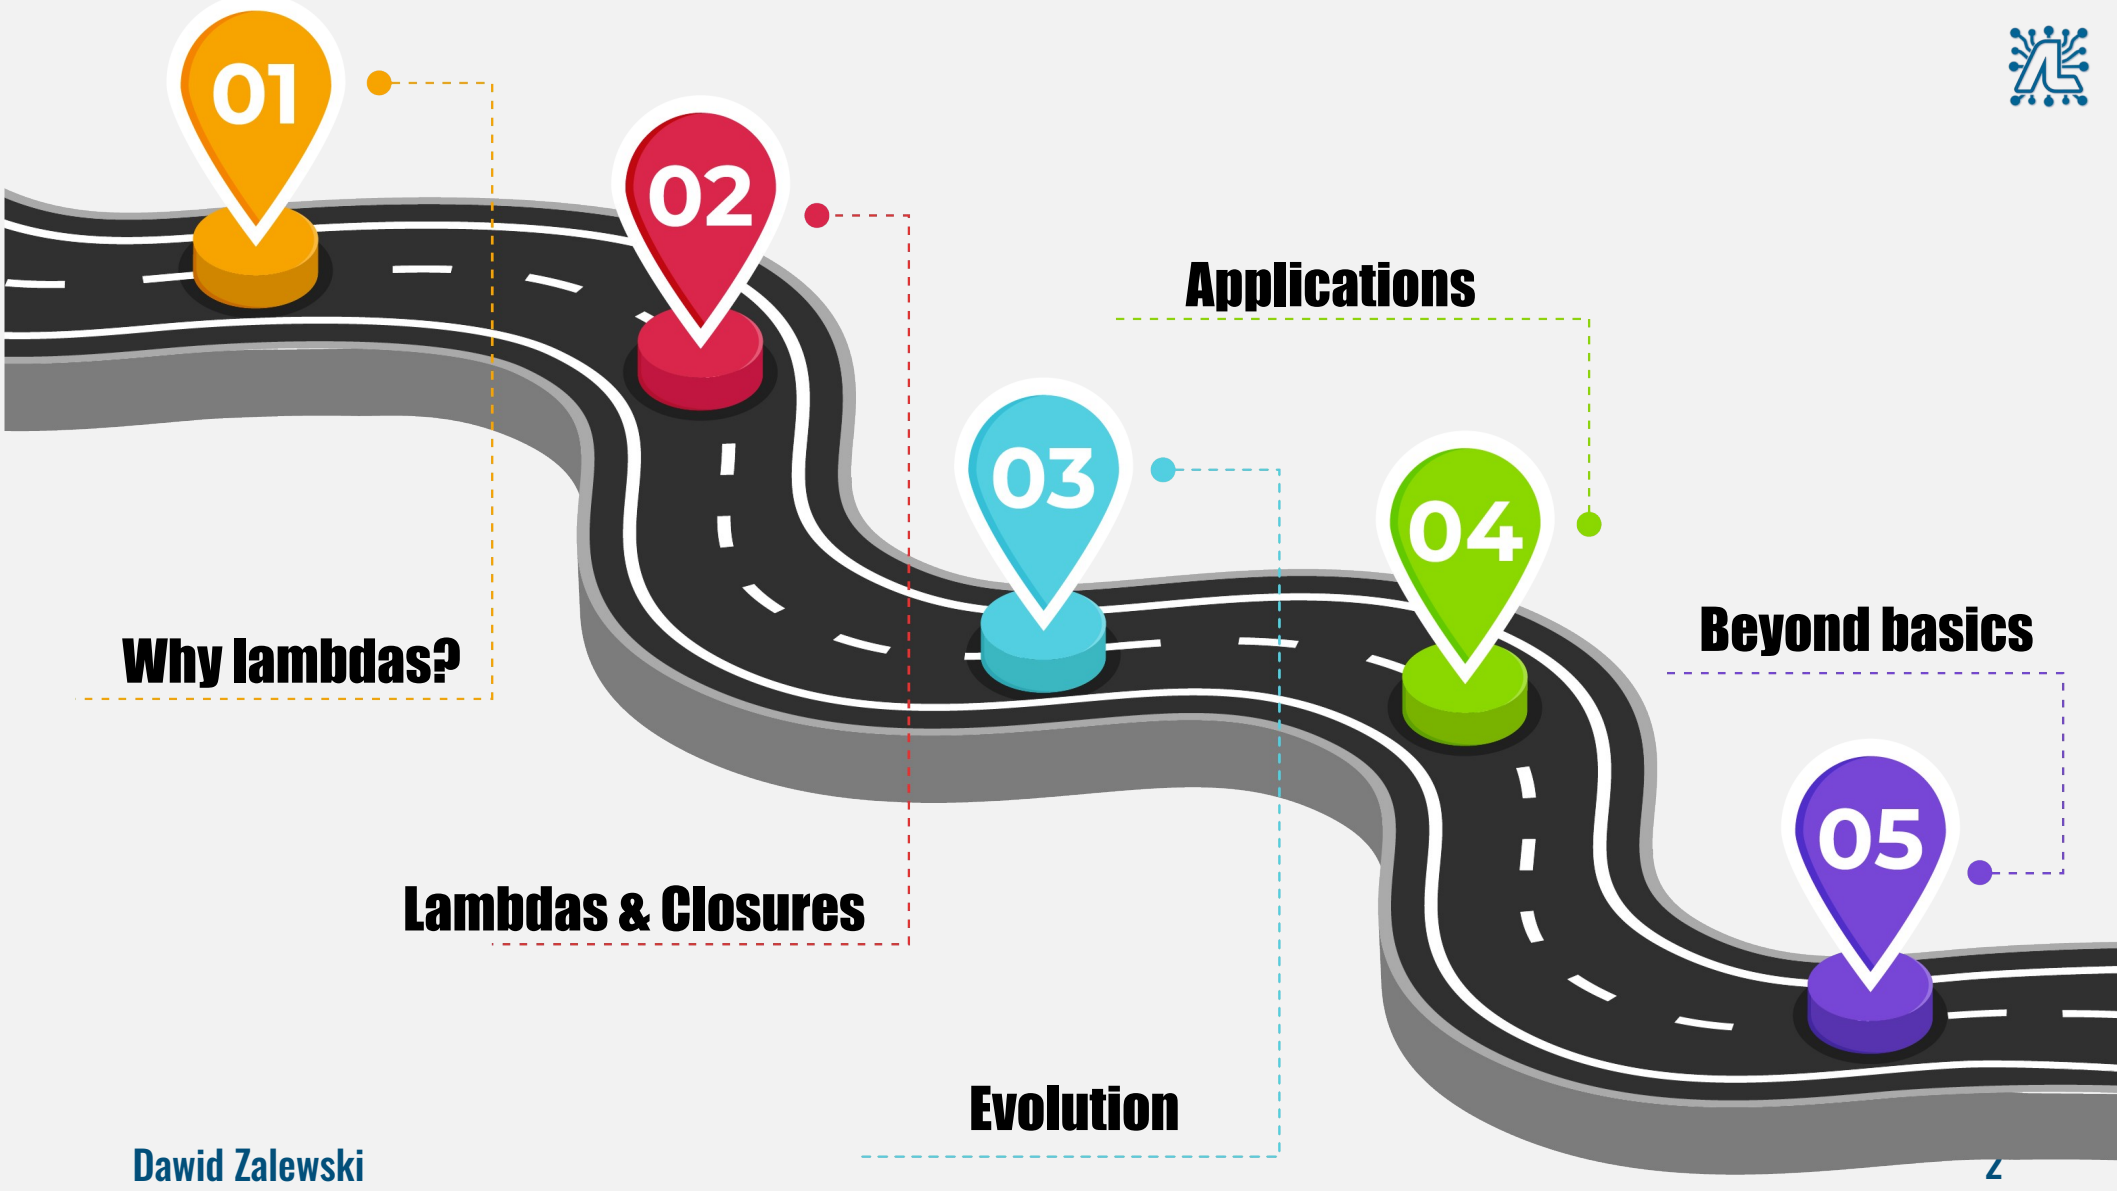 01
02
Applications
03
04
Beyond basics
Why lambdas?
05
Lambdas & Closures
Evolution
Dawid Zalewski
2